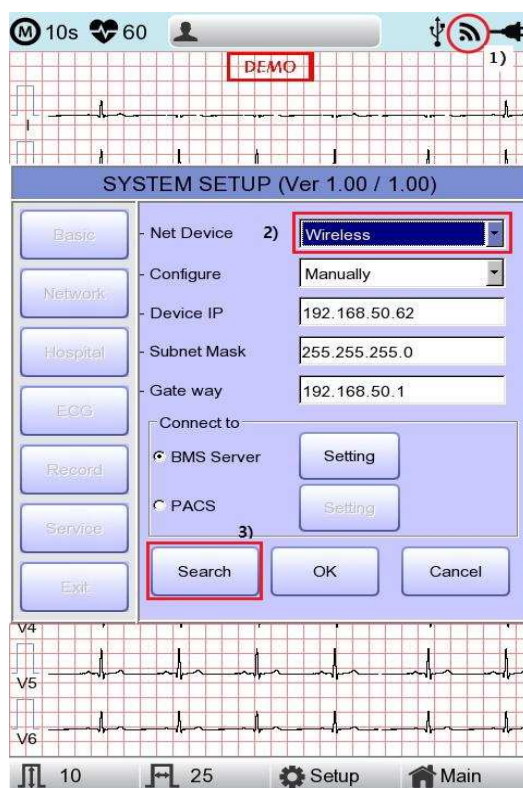 M 10s 60
1)
DEMO
I
SYSTEM SETUP (Ver 1.00 / 1.00)
Basic
Network
Hospital
ECG
Record
Service
Exit
- Net Device 2) Wireless
- Configure Manually
- Device IP 192.168.50.62
- Subnet Mask 255.255.255.0
- Gate way 192.168.50.1
Connect to
BMS Server Setting
PACS Setting
3)
Search OK Cancel
V4
V5
V6
10 25 Setup Main